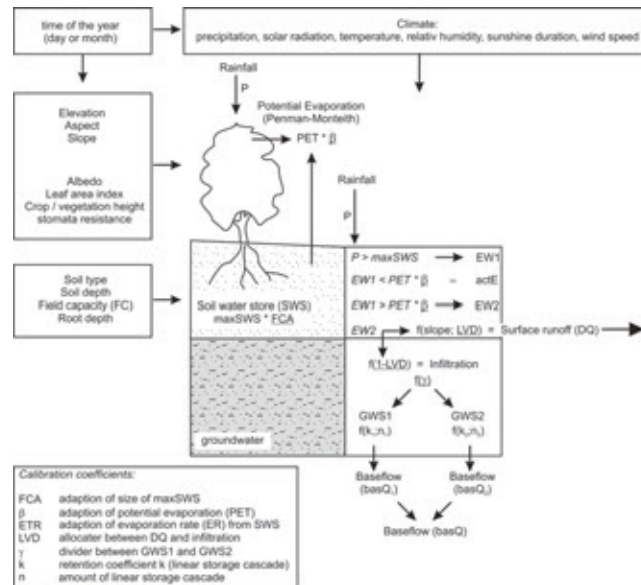 time of the year
(day or month)
Climate:
precipitation, solar radiation, temperature, relativ humidity, sunshine duration, wind speed
Rainfall
P
Potential Evaporation
(Penman-Monteith)
PET * β
Elevation
Aspect
Slope
Albedo
Leaf area index
Crop / vegetation height
stomata resistance
Rainfall
P
Soil type
Soil depth
Field capacity (FC)
Root depth
Soil water store (SWS)
maxSWS * FCA
P > maxSWS EW1
EW1 < PET * β = actE
EW1 > PET * β EW2
EW2 f(slope; LVD) = Surface runoff (DQ)
f(1-LVD) = Infiltration
f(γ)
GWS1 GWS2
f(k₁;n₁) f(k₂;n₂)
groundwater
Baseflow Baseflow
(basQ₁) (basQ₂)
Baseflow (basQ)
Calibration coefficients:
FCA adaption of size of maxSWS
β adaption of potential evaporation (PET)
ETR adaption of evaporation rate (ER) from SWS
LVD allocater between DQ and infiltration
γ divider between GWS1 and GWS2
k retention coefficient k (linear storage cascade)
n amount of linear storage cascade